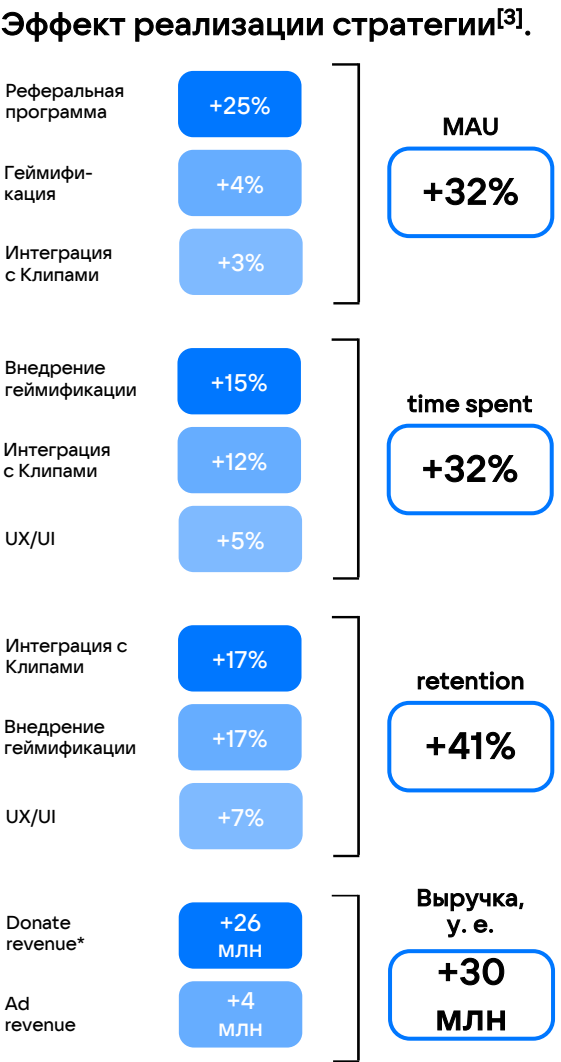 Эффект реализации стратегии[3].
Реферальная
программа
+25%
Геймифи-
кация
+4%
Интеграция
с Клипами
+3%
MAU
+32%
Внедрение
геймификации
+15%
Интеграция
с Клипами
+12%
UX/UI
+5%
time spent
+32%
Интеграция с
Клипами
+17%
Внедрение
геймификации
+17%
UX/UI
+7%
retention
+41%
Donate
revenue*
+26
млн
Ad
revenue
+4
млн
Выручка,
у. е.
+30
млн